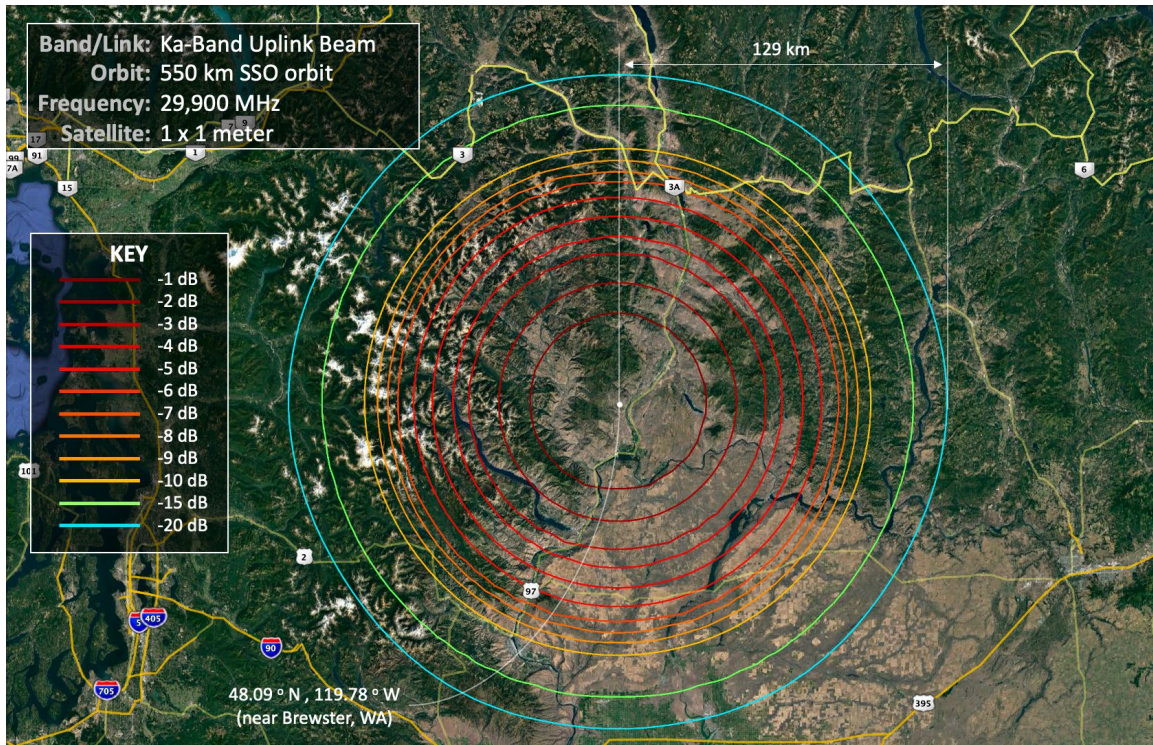 Band/Link: Ka-Band Uplink Beam
Orbit: 550 km SSO orbit
Frequency: 29,900 MHz
Satellite: 1 x 1 meter
129 km
7 9
17
1
99 91
7A
3
6
15
3A
KEY
-1 dB
-2 dB
-3 dB
-4 dB
-5 dB
-6 dB
-7 dB
-8 dB
-9 dB
-10 dB
-15 dB
-20 dB
101
2
97
5 405
90
705
48.09 º N , 119.78 º W
(near Brewster, WA)
395